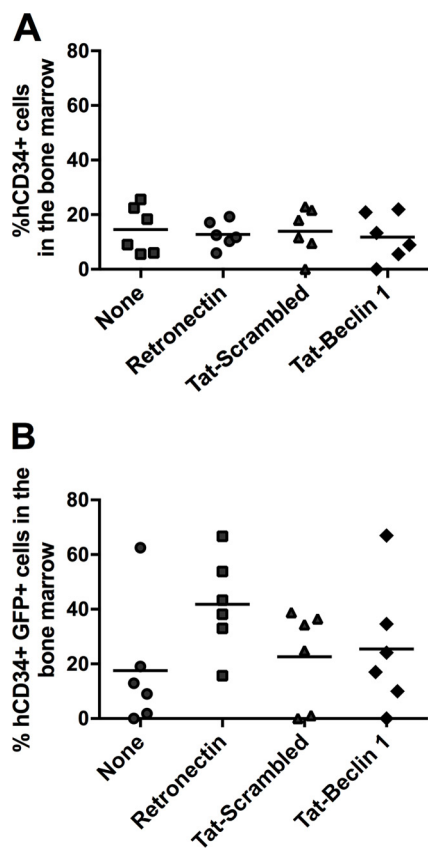 A
%hCD34+ cells
in the bone marrow
80
60
40
20
0
None
Retronectin
Tat-Scrambled
Tat-Beclin 1
B
% hCD34+ GFP+ cells in the
bone marrow
80
60
40
20
0
None
Retronectin
Tat-Scrambled
Tat-Beclin 1